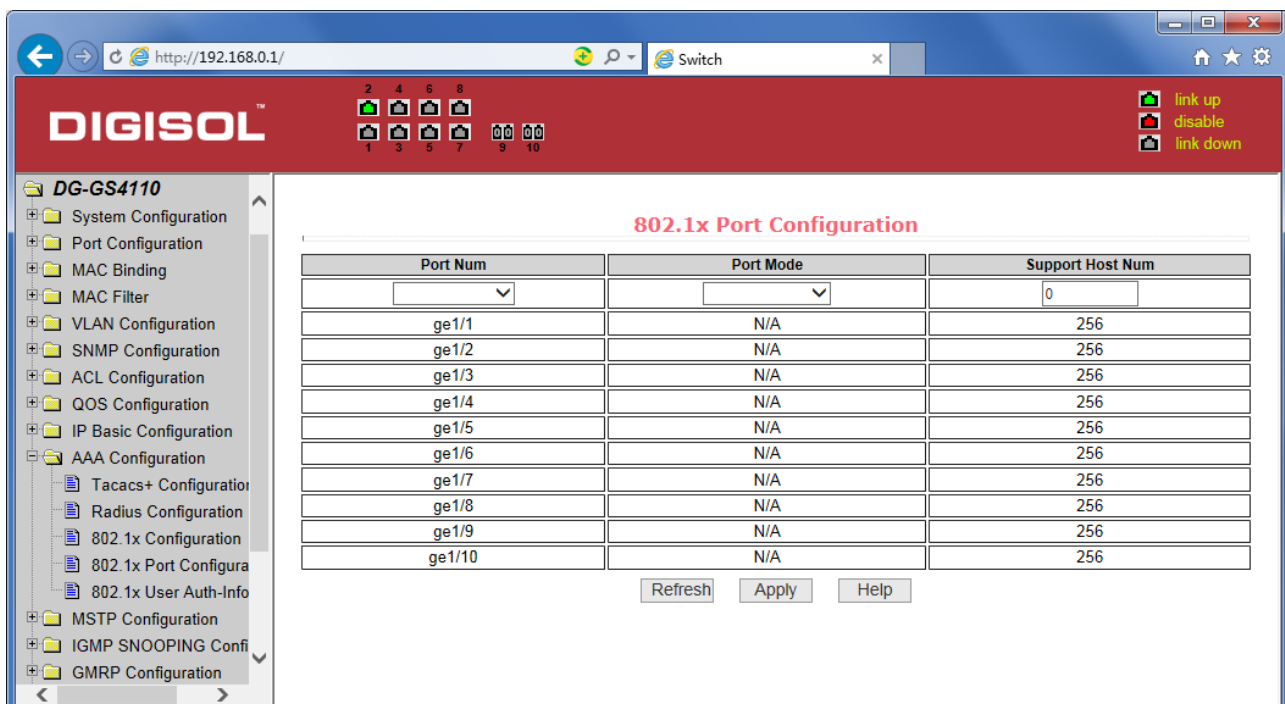 http://192.168.0.1/
Switch
DIGISOL™
2 4 6 8
1 3 5 7 9 10
link up
disable
link down
DG-GS4110
System Configuration
Port Configuration
MAC Binding
MAC Filter
VLAN Configuration
SNMP Configuration
ACL Configuration
QOS Configuration
IP Basic Configuration
AAA Configuration
Tacacs+ Configuration
Radius Configuration
802.1x Configuration
802.1x Port Configura
802.1x User Auth-Info
MSTP Configuration
IGMP SNOOPING Confi
GMRP Configuration
802.1x Port Configuration
Port Num Port Mode Support Host Num
0
ge1/1 N/A 256
ge1/2 N/A 256
ge1/3 N/A 256
ge1/4 N/A 256
ge1/5 N/A 256
ge1/6 N/A 256
ge1/7 N/A 256
ge1/8 N/A 256
ge1/9 N/A 256
ge1/10 N/A 256
Refresh Apply Help